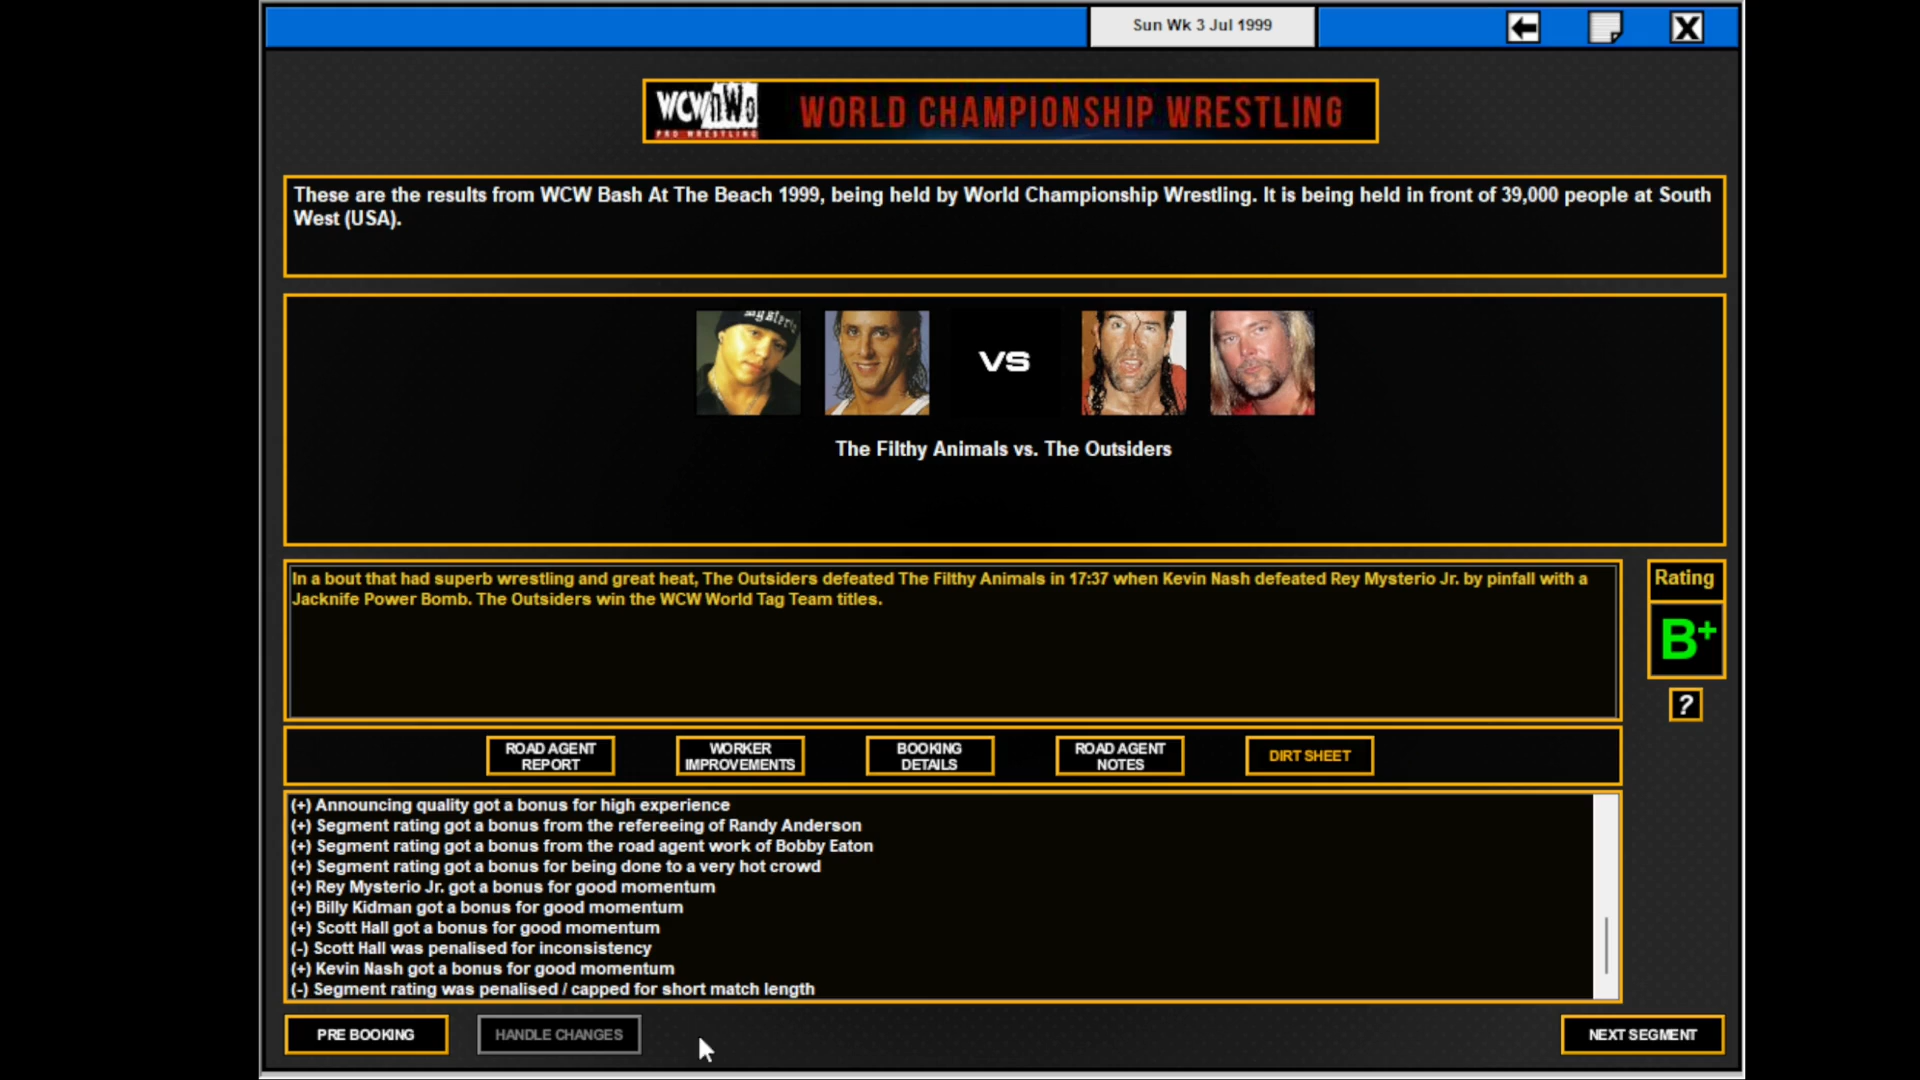 Sun Wk 3 Jul 1999
WCW nWo
PRO WRESTLING
WORLD CHAMPIONSHIP WRESTLING
These are the results from WCW Bash At The Beach 1999, being held by World Championship Wrestling. It is being held in front of 39,000 people at South
West (USA).
VS
The Filthy Animals vs. The Outsiders
In a bout that had superb wrestling and great heat, The Outsiders defeated The Filthy Animals in 17:37 when Kevin Nash defeated Rey Mysterio Jr. by pinfall with a
Jacknife Power Bomb. The Outsiders win the WCW World Tag Team titles.
Rating
B+
?
ROAD AGENT
REPORT
WORKER
IMPROVEMENTS
BOOKING
DETAILS
ROAD AGENT
NOTES
DIRT SHEET
(+) Announcing quality got a bonus for high experience
(+) Segment rating got a bonus from the refereeing of Randy Anderson
(+) Segment rating got a bonus from the road agent work of Bobby Eaton
(+) Segment rating got a bonus for being done to a very hot crowd
(+) Rey Mysterio Jr. got a bonus for good momentum
(+) Billy Kidman got a bonus for good momentum
(+) Scott Hall got a bonus for good momentum
(-) Scott Hall was penalised for inconsistency
(+) Kevin Nash got a bonus for good momentum
(-) Segment rating was penalised / capped for short match length
PRE BOOKING
HANDLE CHANGES
NEXT SEGMENT